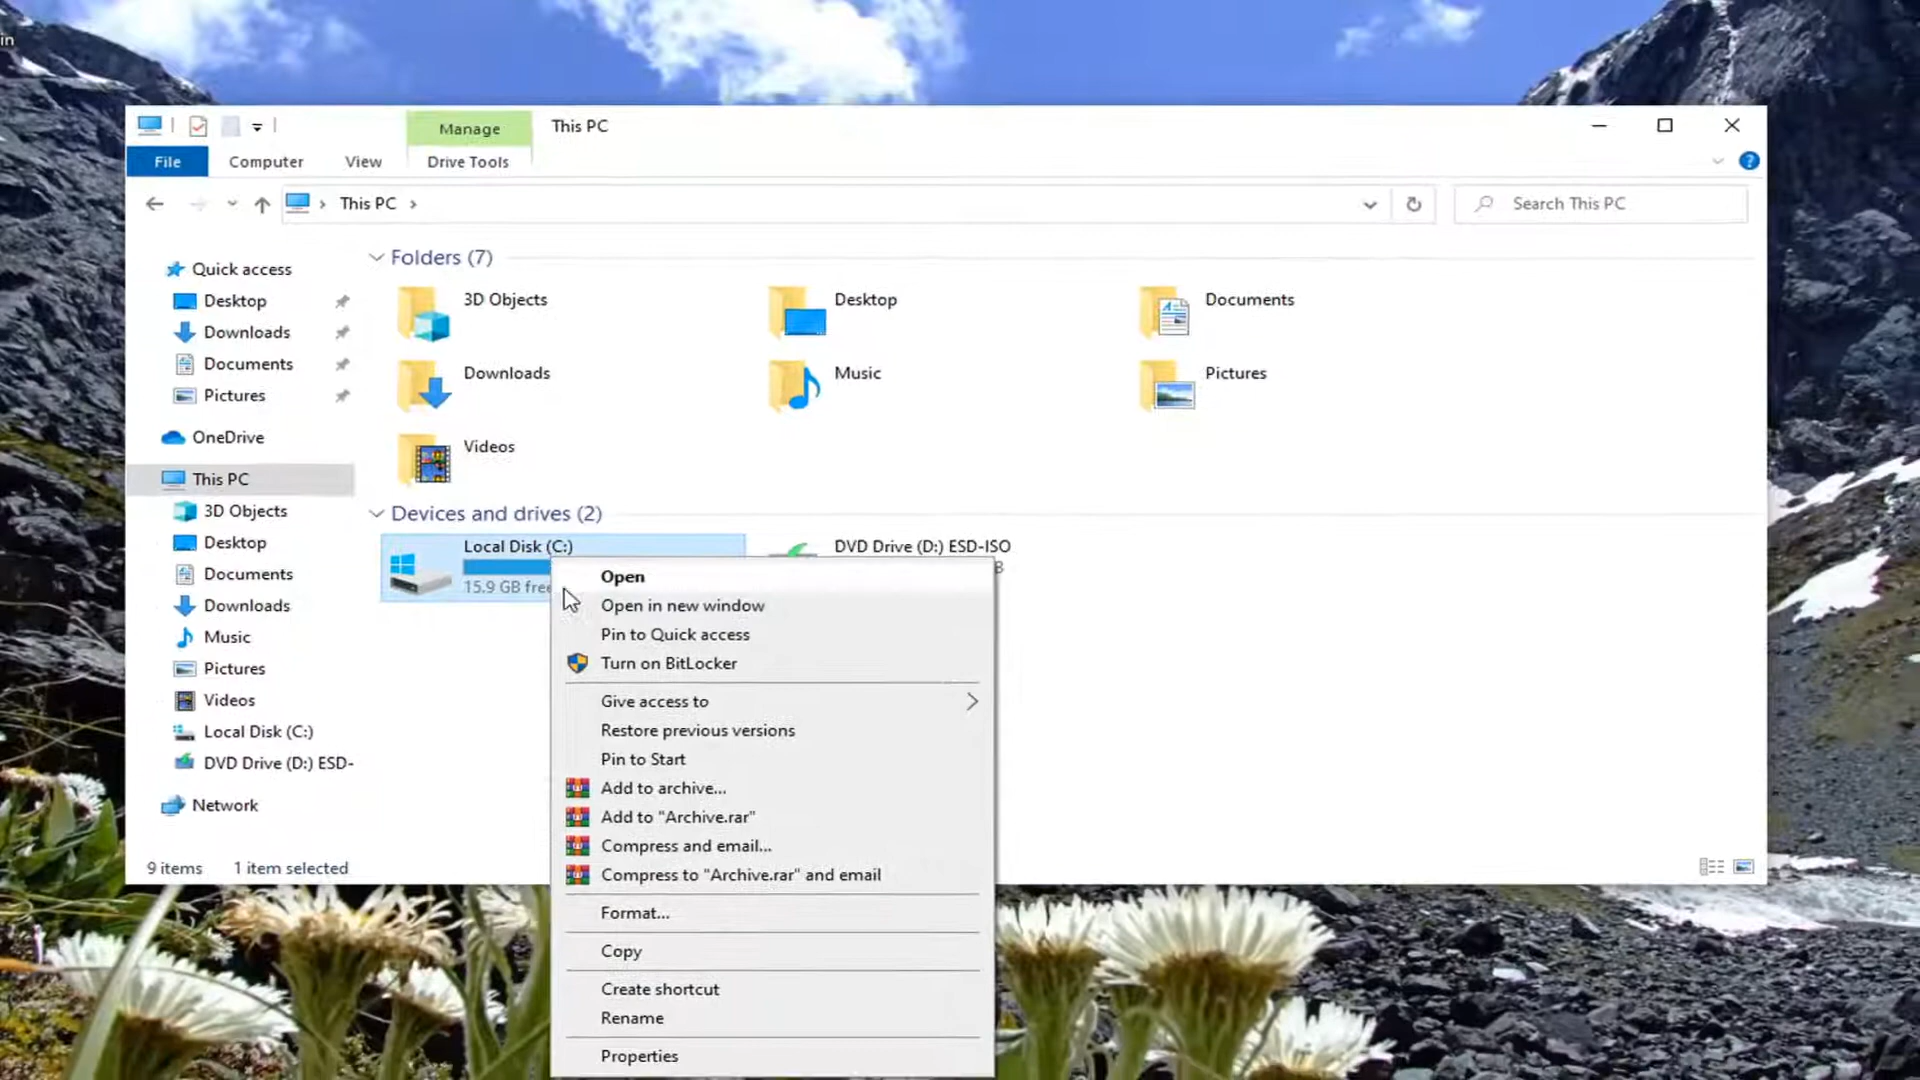 in
Manage
This PC
File
Computer
View
Drive Tools
This PC
Search This PC
Quick access
Desktop
Downloads
Documents
Pictures
OneDrive
This PC
3D Objects
Desktop
Documents
Downloads
Music
Pictures
Videos
Local Disk (C:)
DVD Drive (D:) ESD-
Network
Folders (7)
3D Objects
Desktop
Documents
Downloads
Music
Pictures
Videos
Devices and drives (2)
Local Disk (C:)
15.9 GB free
DVD Drive (D:) ESD-ISO
B
Open
Open in new window
Pin to Quick access
Turn on BitLocker
Give access to
Restore previous versions
Pin to Start
Add to archive...
Add to "Archive.rar"
Compress and email...
Compress to "Archive.rar" and email
Format...
Copy
Create shortcut
Rename
Properties
9 items
1 item selected